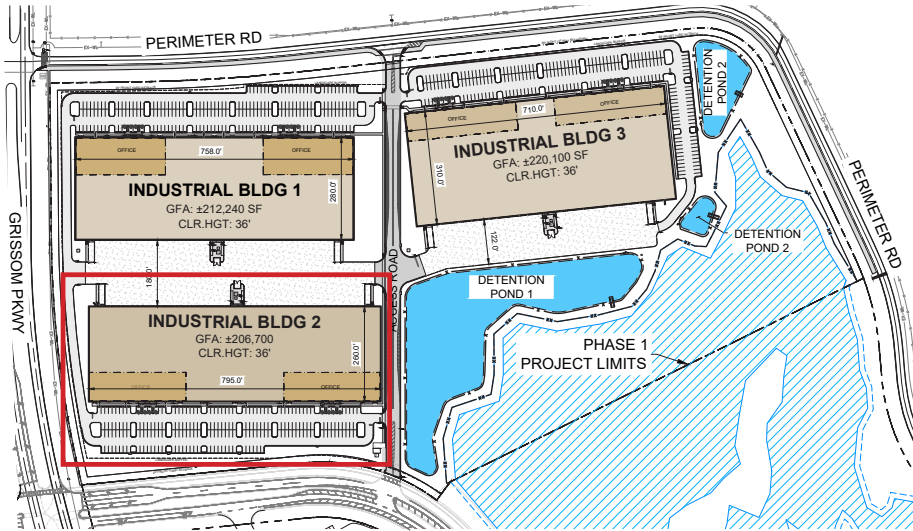 PERIMETER RD
DETENTION
POND 2
OFFICE
758.0'
OFFICE
INDUSTRIAL BLDG 1
GFA: ±212,240 SF
CLR.HGT: 36'
280.0'
OFFICE
710.0'
OFFICE
INDUSTRIAL BLDG 3
GFA: ±220,100 SF
CLR.HGT: 36'
310.0'
122.0'
PERIMETER RD
DETENTION
POND 2
GRISSOM PKWY
ACCESS ROAD
DETENTION
POND 1
INDUSTRIAL BLDG 2
GFA: ±206,700
CLR.HGT: 36'
260.0'
OFFICE
795.0'
OFFICE
PHASE 1
PROJECT LIMITS